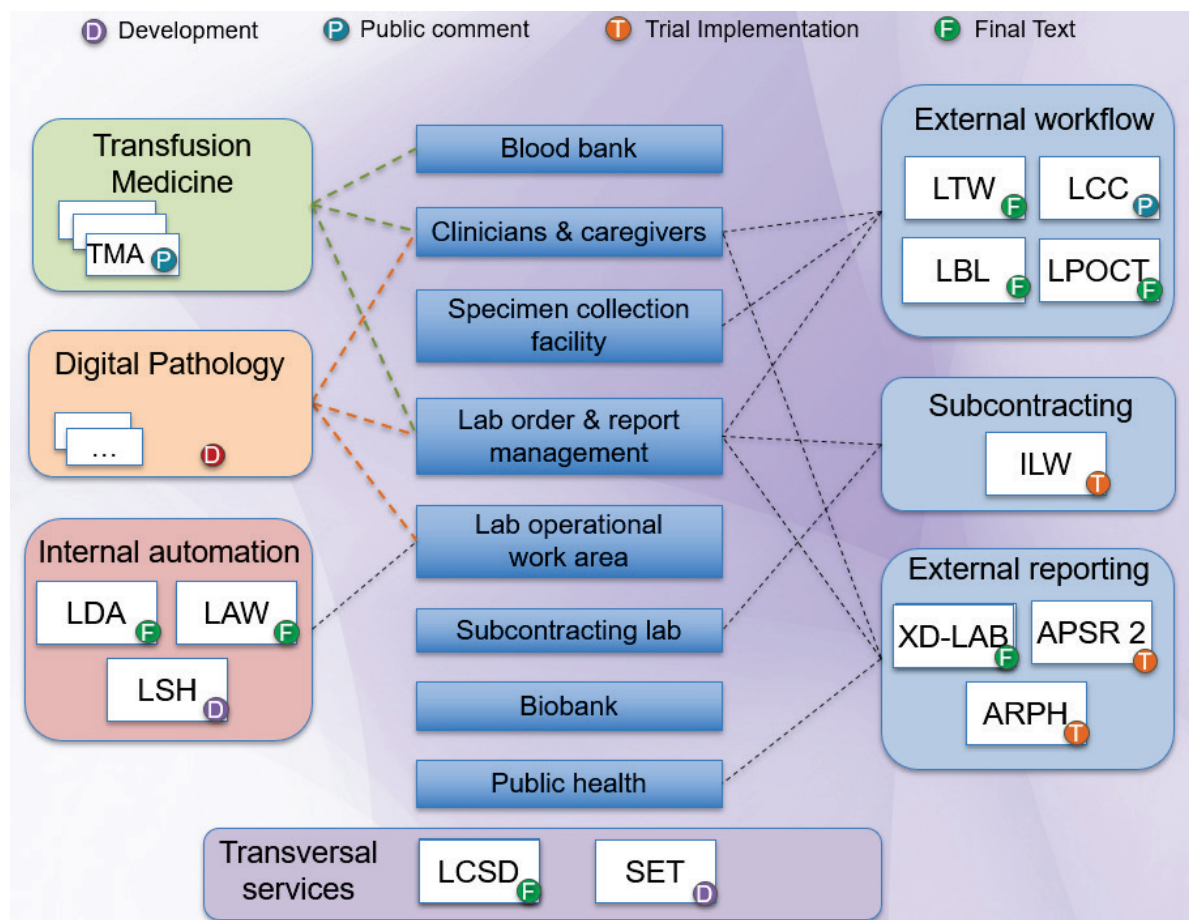 D Development
P Public comment
T Trial Implementation
F Final Text
Transfusion
Medicine
TMA P
Digital Pathology
...
D
Internal automation
LDA F
LAW F
LSH D
Blood bank
Clinicians & caregivers
Specimen collection
facility
Lab order & report
management
Lab operational
work area
Subcontracting lab
Biobank
Public health
External workflow
LTW F
LCC P
LBL F
LPOCT F
Subcontracting
ILW T
External reporting
XD-LAB F
APSR 2 T
ARPH T
Transversal
services
LCSD F
SET D